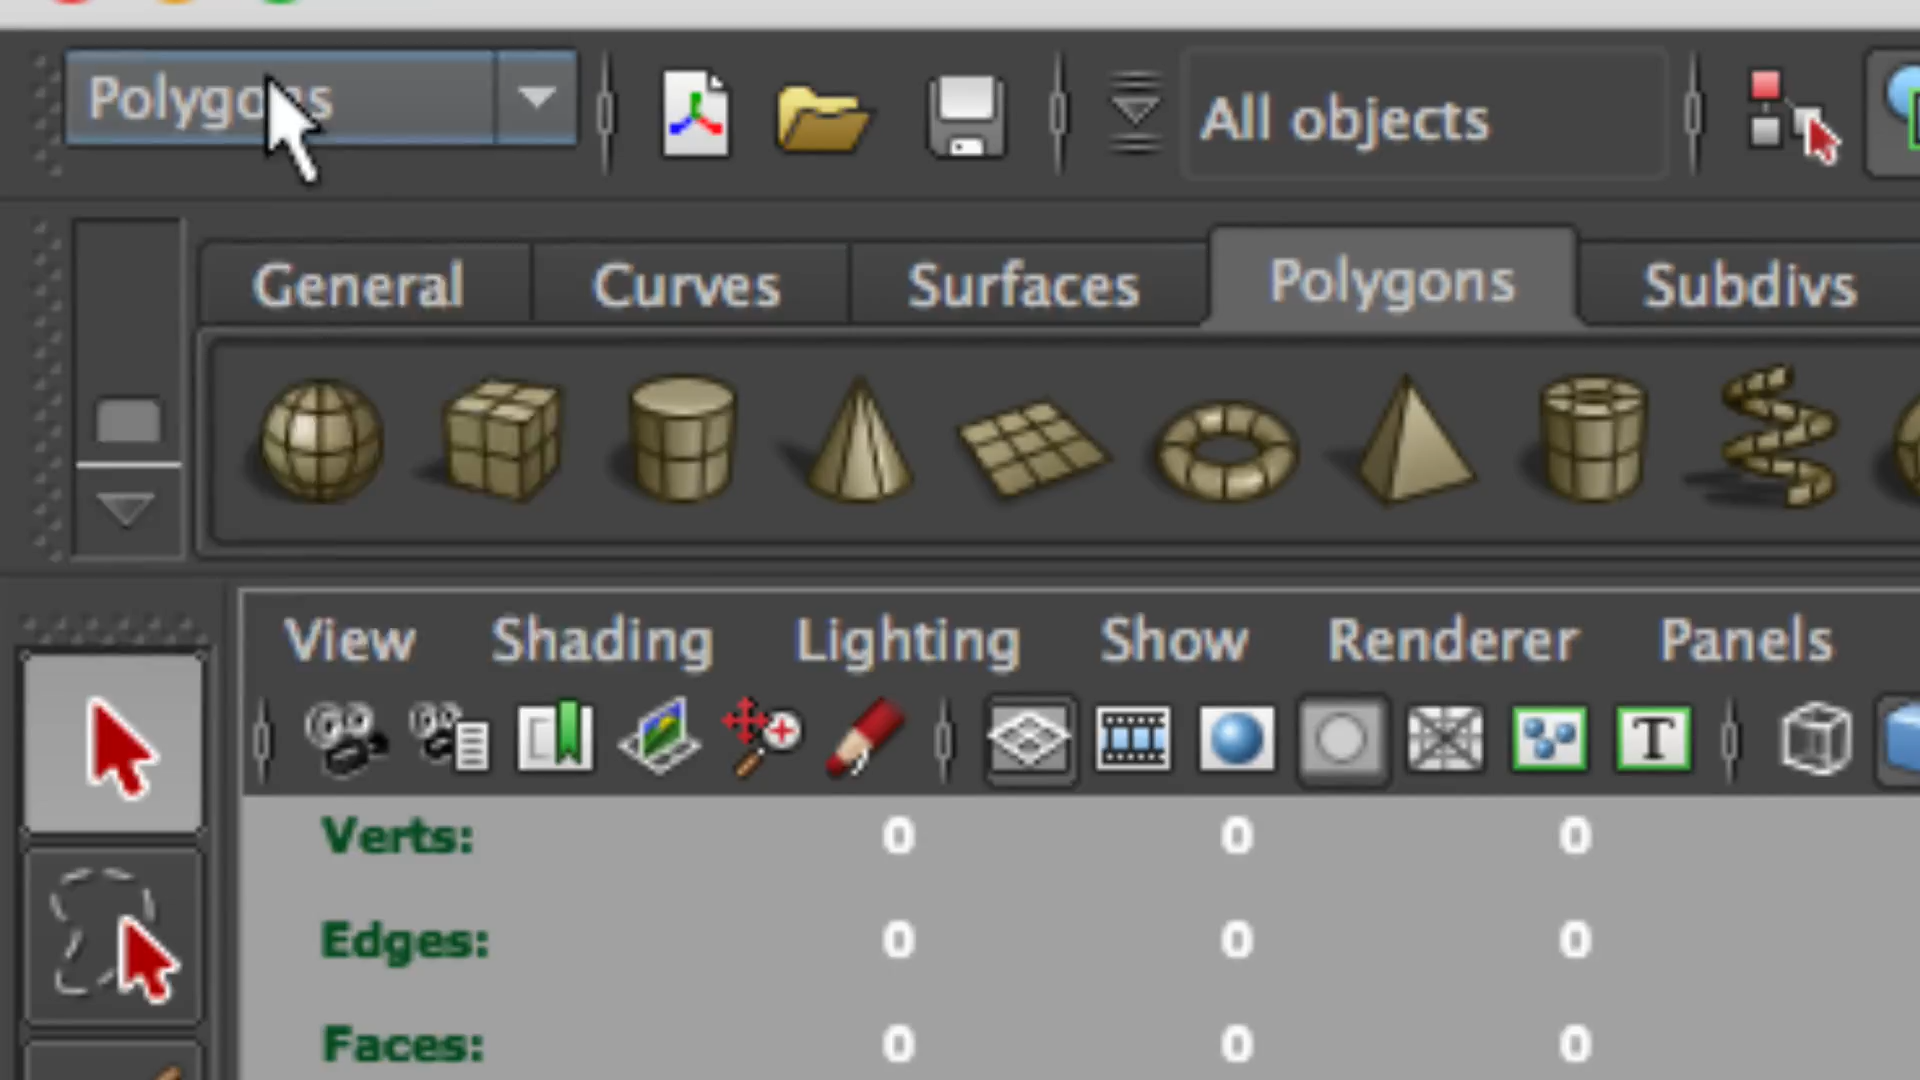 Polygons
All objects
General Curves Surfaces Polygons Subdivs
View Shading Lighting Show Renderer Panels
T
Verts: 0 0 0
Edges: 0 0 0
Faces: 0 0 0